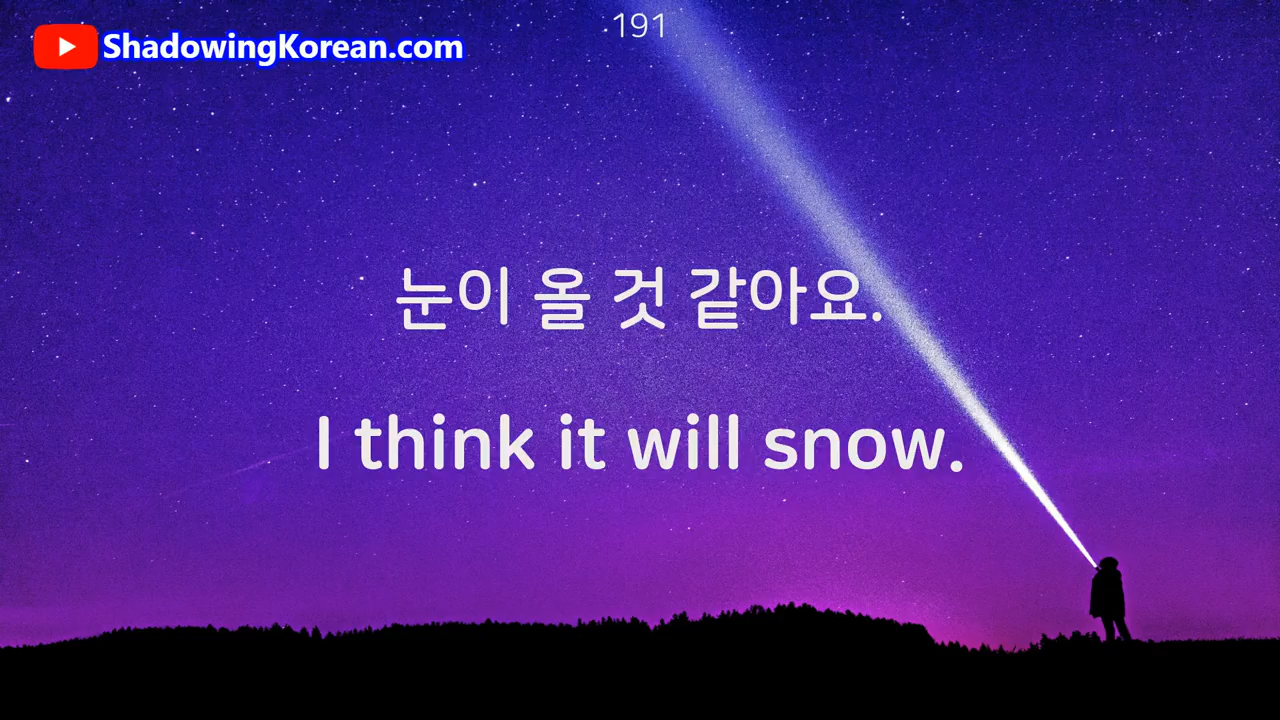 191
ShadowingKorean.com
눈이 올 것 같아요.
I think it will snow.